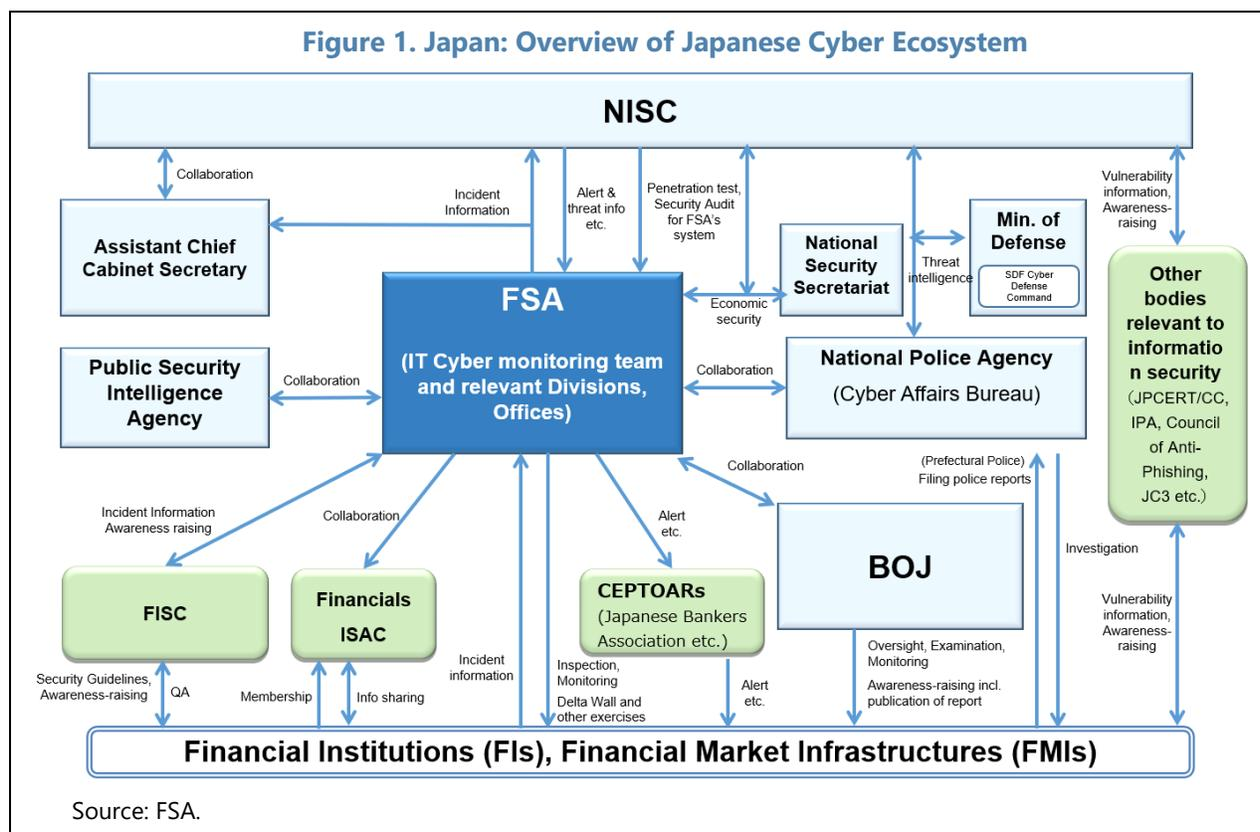 Figure 1. Japan: Overview of Japanese Cyber Ecosystem
NISC
Collaboration
Incident
Information
Alert &
threat info
etc.
Penetration test,
Security Audit
for FSA's
system
Vulnerability
information,
Awareness-
raising
Assistant Chief
Cabinet Secretary
National
Security
Secretariat
Min. of
Defense
SDF Cyber
Defense
Command
Threat
intelligence
Economic
security
FSA
(IT Cyber monitoring team
and relevant Divisions,
Offices)
Other
bodies
relevant to
informatio
n security
（JPCERT/CC,
IPA, Council
of Anti-
Phishing,
JC3 etc.）
Public Security
Intelligence
Agency
Collaboration
Collaboration
National Police Agency
(Cyber Affairs Bureau)
Incident Information
Awareness raising
Collaboration
Alert
etc.
Collaboration
(Prefectural Police)
Filing police reports
Investigation
FISC
Financials
ISAC
CEPTOARs
(Japanese Bankers
Association etc.)
BOJ
Vulnerability
information,
Awareness-
raising
Security Guidelines,
Awareness-raising
QA
Membership
Info sharing
Incident
information
Inspection,
Monitoring
Delta Wall and
other exercises
Alert
etc.
Oversight, Examination,
Monitoring
Awareness-raising incl.
publication of report
Financial Institutions (FIs), Financial Market Infrastructures (FMIs)
Source: FSA.